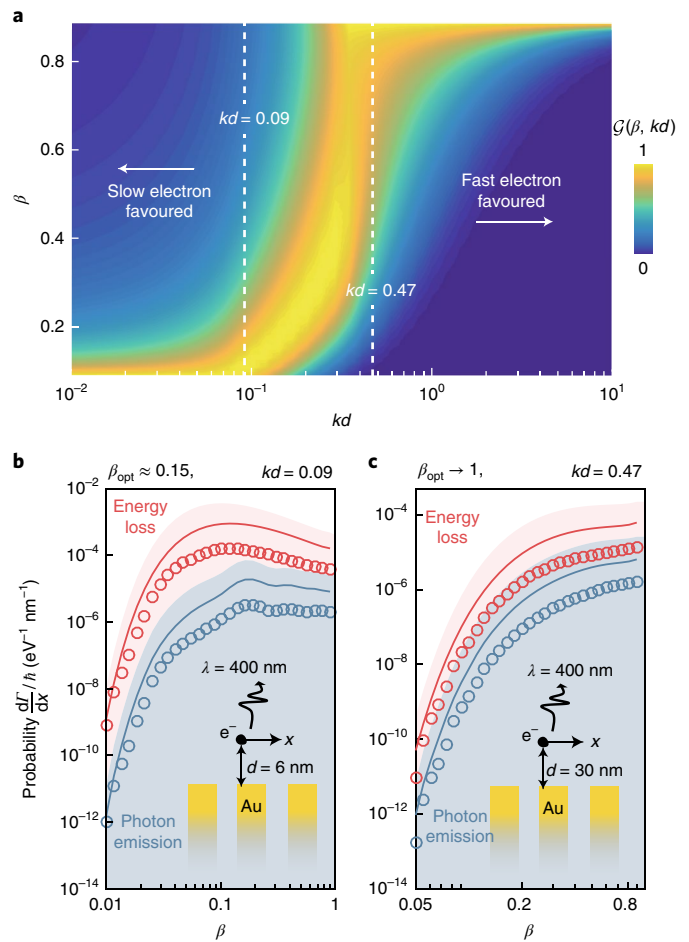 a
0.8
0.6
0.4
0.2
β
kd = 0.09
kd = 0.47
Slow electron
favoured
Fast electron
favoured
G(β, kd)
1
0
10⁻²
10⁻¹
10⁰
10¹
kd
b
β_opt ≈ 0.15,
kd = 0.09
Probability dΓ/dx /ħ (eV⁻¹ nm⁻¹)
10⁻²
10⁻⁴
10⁻⁶
10⁻⁸
10⁻¹⁰
10⁻¹²
10⁻¹⁴
Energy
loss
λ = 400 nm
e⁻
x
d = 6 nm
Au
Photon
emission
0.01
0.1
1
β
c
β_opt → 1,
kd = 0.47
10⁻⁴
10⁻⁶
10⁻⁸
10⁻¹⁰
10⁻¹²
10⁻¹⁴
Energy
loss
λ = 400 nm
e⁻
x
d = 30 nm
Au
Photon
emission
0.05
0.2
0.8
β